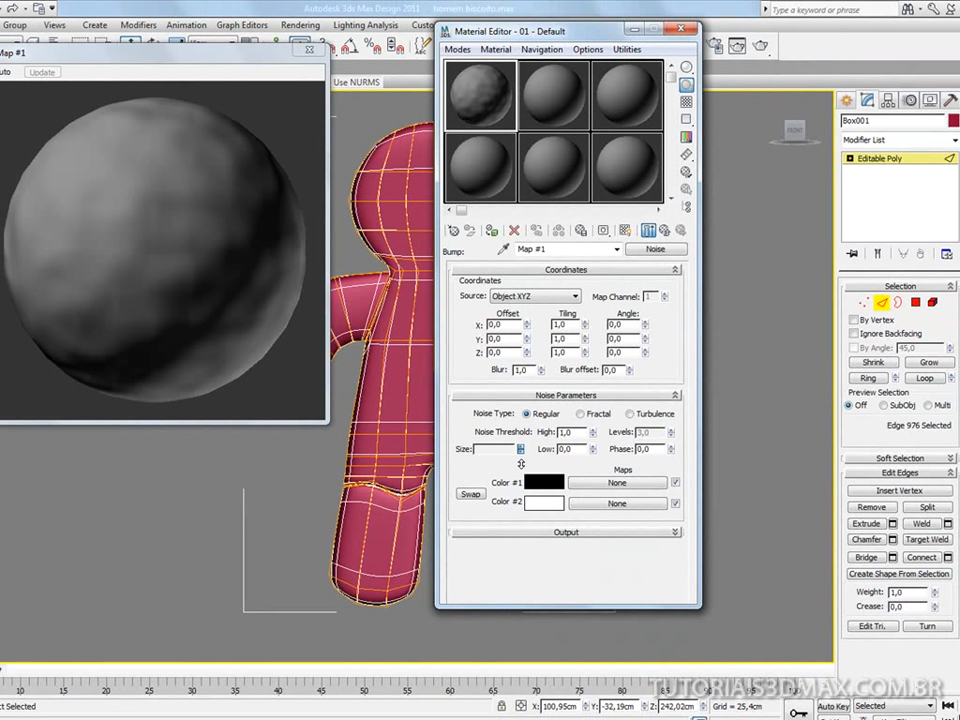 Autodesk 3ds Max Design 2011 homem biscoito.max
Type a keyword or phrase
Group Views Create Modifiers Animation Graph Editors Rendering Lighting Analysis
Map #1
Update
Use NURMS
Material Editor - 01 - Default
Modes Material Navigation Options Utilities
Bump: Map #1 Noise
Coordinates
Coordinates
Source: Object XYZ Map Channel: 1
Offset Tiling Angle:
X: 0,0 1,0 0,0
Y: 0,0 1,0 0,0
Z: 0,0 1,0 0,0
Blur: 1,0 Blur offset: 0,0
Noise Parameters
Noise Type: Regular Fractal Turbulence
Noise Threshold: High: 1,0 Levels: 3,0
Size: Low: 0,0 Phase: 0,0
Maps
Swap Color #1 None
Color #2 None
Output
FRONT
Box001
Modifier List
Editable Poly
Selection
By Vertex
Ignore Backfacing
By Angle: 45,0
Shrink Grow
Ring Loop
Preview Selection
Off SubObj Multi
Edge 976 Selected
Soft Selection
Edit Edges
Insert Vertex
Remove Split
Extrude Weld
Chamfer Target Weld
Bridge Connect
Create Shape From Selection
Weight: 1,0
Crease: 0,0
Edit Tri. Turn
10 15 20 25 30 35 40 45 50 55 60 65 70 75 80 85 90
TUTORIAIS3DMAX.COM.BR
ect Selected X: 100,95cm Y: -32,19cm Z: 242,02cm Grid = 25,4cm Auto Key Selected